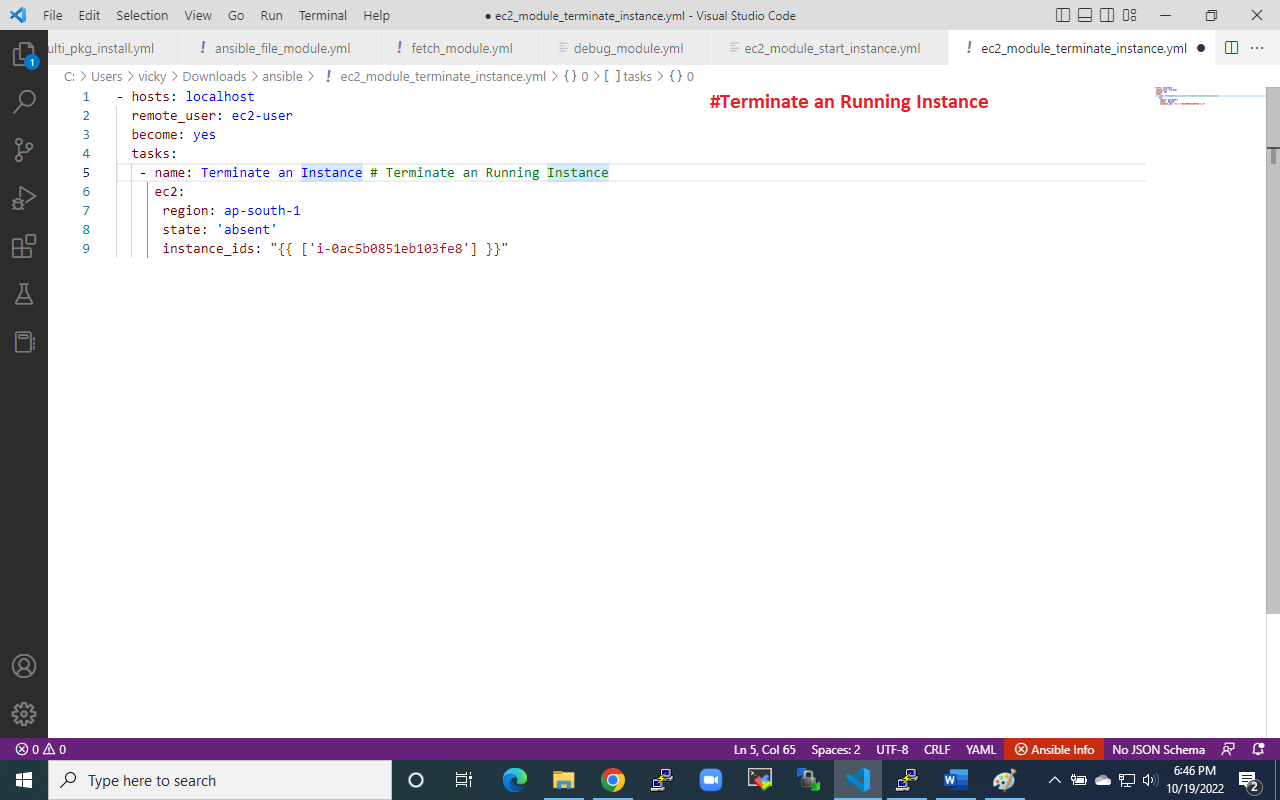 File Edit Selection View Go Run Terminal Help ● ec2_module_terminate_instance.yml - Visual Studio Code
ulti_pkg_install.yml ! ansible_file_module.yml ! fetch_module.yml debug_module.yml ec2_module_start_instance.yml ! ec2_module_terminate_instance.yml ●
C: > Users > vicky > Downloads > ansible > ! ec2_module_terminate_instance.yml > { } 0 > [ ] tasks > { } 0
#Terminate an Running Instance
1 - hosts: localhost
2 remote_user: ec2-user
3 become: yes
4 tasks:
5 - name: Terminate an Instance # Terminate an Running Instance
6 ec2:
7 region: ap-south-1
8 state: 'absent'
9 instance_ids: "{{ ['i-0ac5b0851eb103fe8'] }}"
1
0 0 Ln 5, Col 65 Spaces: 2 UTF-8 CRLF YAML Ansible Info No JSON Schema
Type here to search
W
6:46 PM
10/19/2022
2